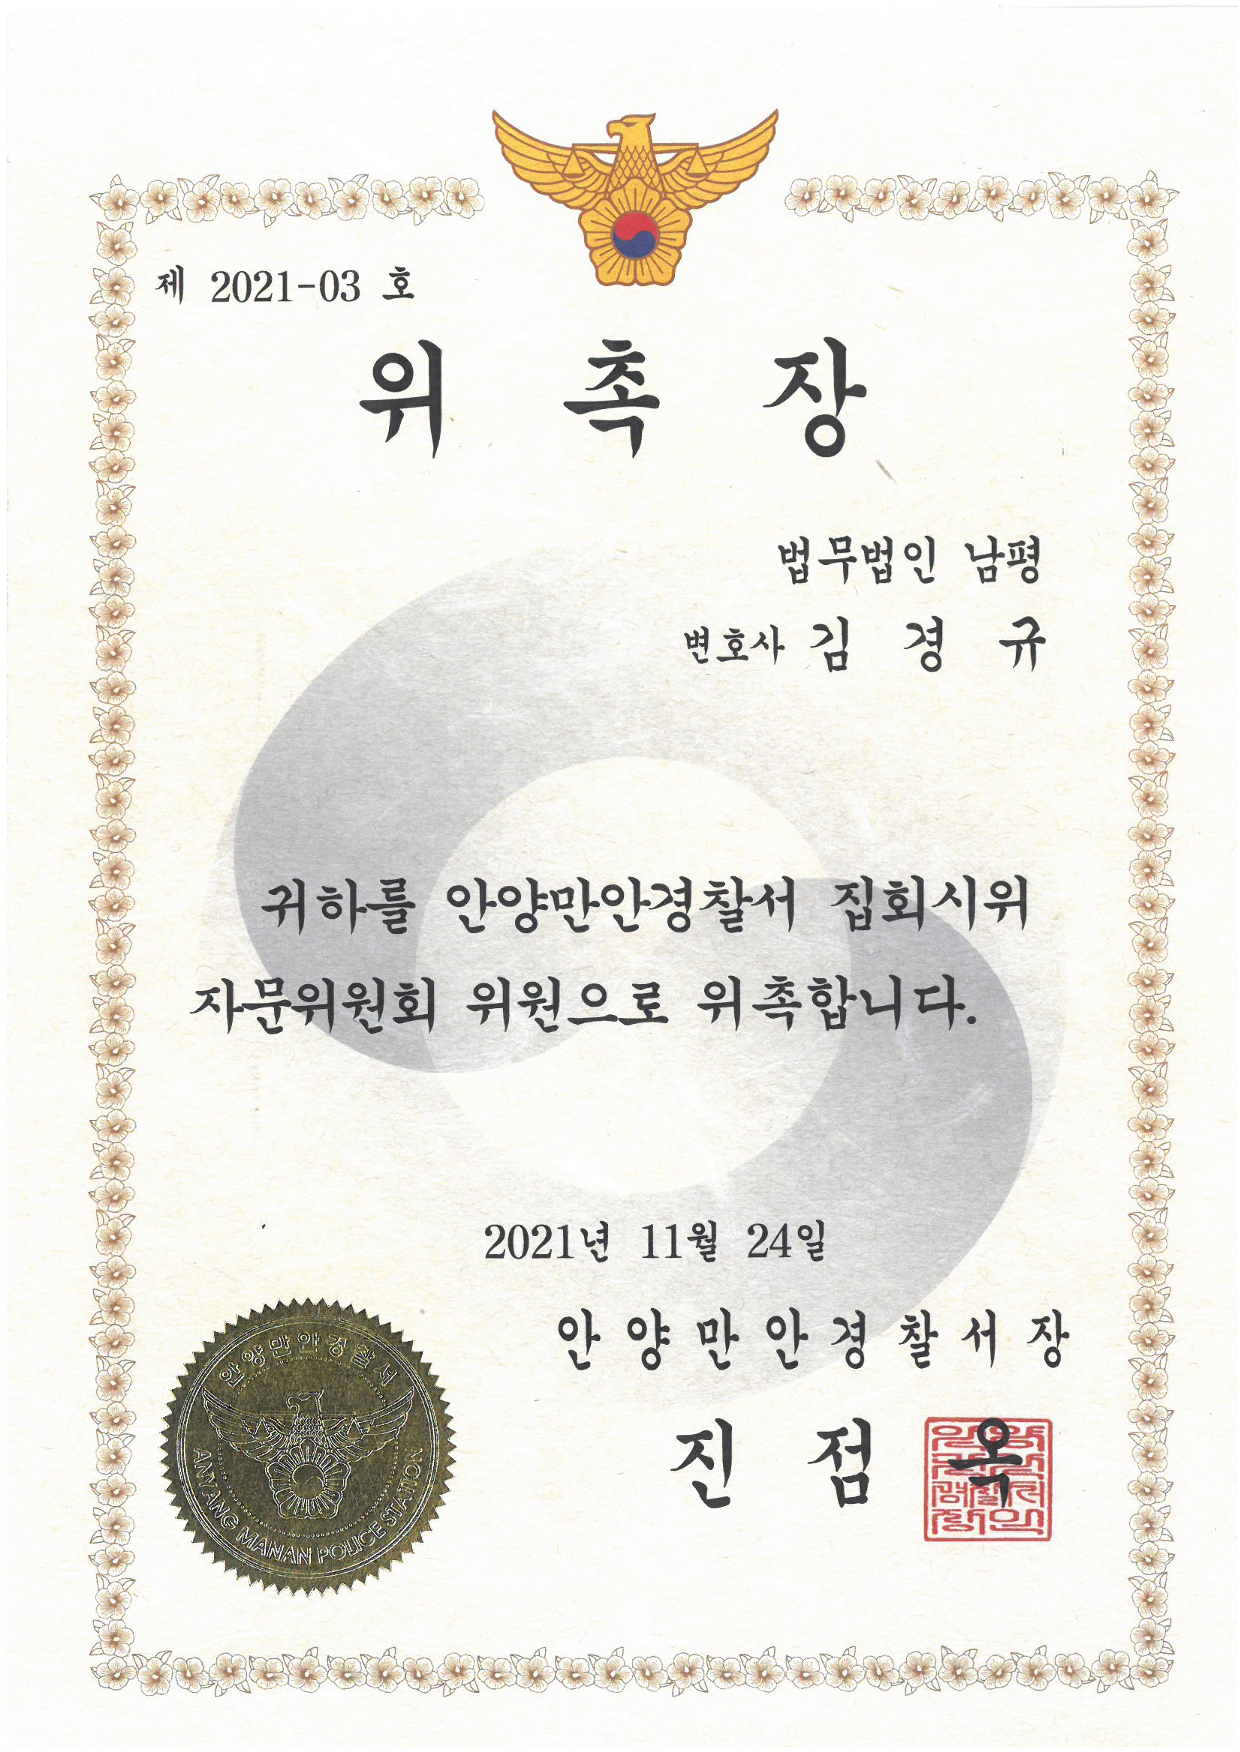 제 2021-03 호
위 촉 장
법무법인 남평
변호사 김 경 규
귀하를 안양만안경찰서 집회시위
자문위원회 위원으로 위촉합니다.
2021년 11월 24일
안양만안경찰서장
진 점 옥
안양만안경찰서
ANYANG MANAN POLICE STATION